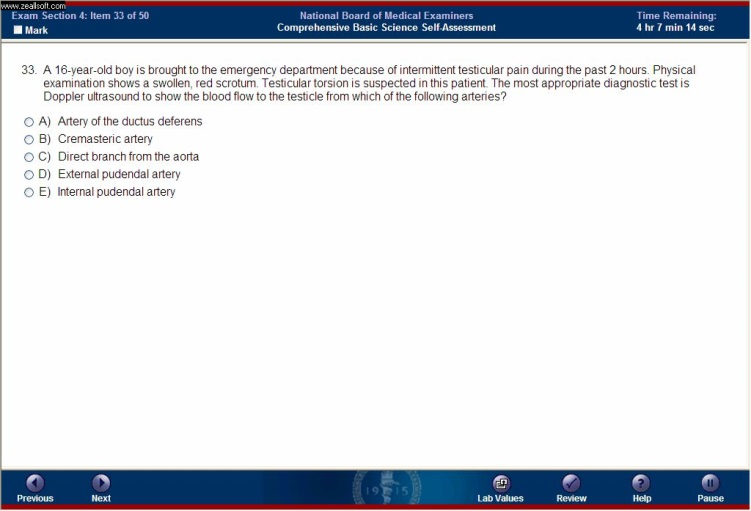 www.zeallsoft.com
Exam Section 4: Item 33 of 50
National Board of Medical Examiners
Time Remaining:
Mark
Comprehensive Basic Science Self-Assessment
4 hr 7 min 14 sec
33. A 16-year-old boy is brought to the emergency department because of intermittent testicular pain during the past 2 hours. Physical
examination shows a swollen, red scrotum. Testicular torsion is suspected in this patient. The most appropriate diagnostic test is
Doppler ultrasound to show the blood flow to the testicle from which of the following arteries?
A) Artery of the ductus deferens
B) Cremasteric artery
C) Direct branch from the aorta
D) External pudendal artery
E) Internal pudendal artery
1915
Previous
Next
Lab Values
Review
Help
Pause